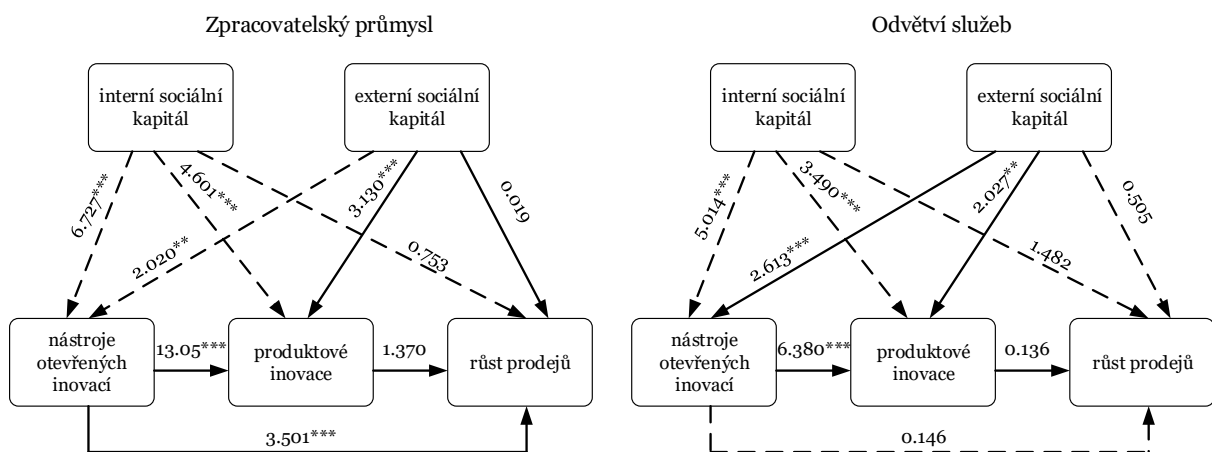 Zpracovatelský průmysl
interní sociální
kapitál
externí sociální
kapitál
6.727***
4.601***
3.130***
0.019
2.020**
0.753
nástroje
otevřených
inovací
13.05***
produktové
inovace
1.370
růst prodejů
3.501***
Odvětví služeb
interní sociální
kapitál
externí sociální
kapitál
5.014***
3.490***
2.027**
0.505
2.613***
1.482
nástroje
otevřených
inovací
6.380***
produktové
inovace
0.136
růst prodejů
0.146